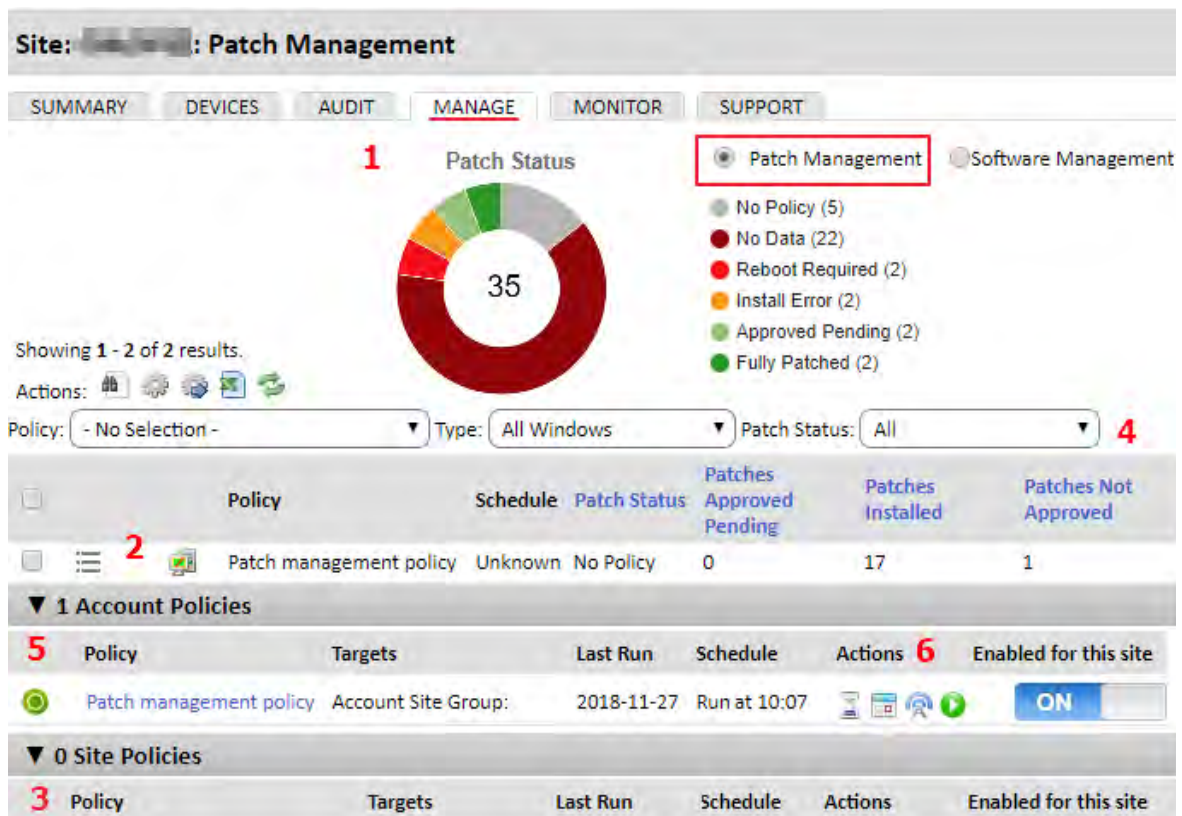 Site: : Patch Management
SUMMARY DEVICES AUDIT MANAGE MONITOR SUPPORT
1 Patch Status
Patch Management Software Management
No Policy (5)
No Data (22)
Reboot Required (2)
Install Error (2)
Approved Pending (2)
Fully Patched (2)
35
Showing 1 - 2 of 2 results.
Actions:
Policy: - No Selection - Type: All Windows Patch Status: All 4
Policy Schedule Patch Status Patches Approved Pending Patches Installed Patches Not Approved
2 Patch management policy Unknown No Policy 0 17 1
▼ 1 Account Policies
5 Policy Targets Last Run Schedule Actions 6 Enabled for this site
Patch management policy Account Site Group: 2018-11-27 Run at 10:07 ON
▼ 0 Site Policies
3 Policy Targets Last Run Schedule Actions Enabled for this site